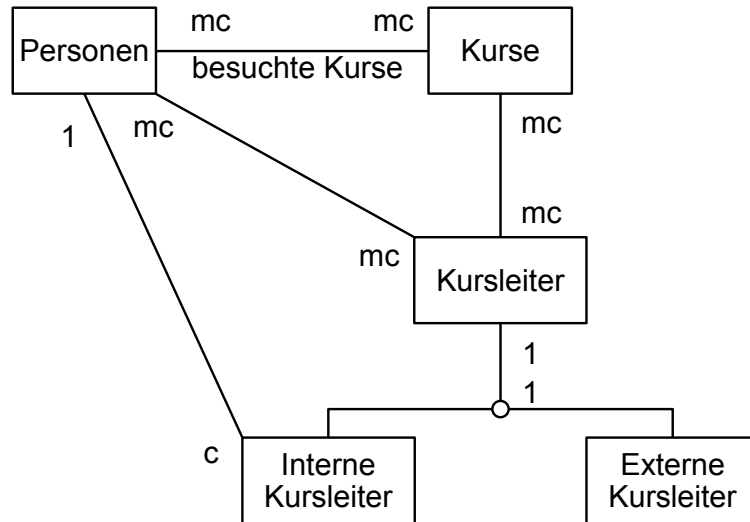 mc mc
Personen Kurse
besuchte Kurse
1 mc mc
mc
mc
Kursleiter
1
1
c
Interne
Kursleiter
Externe
Kursleiter